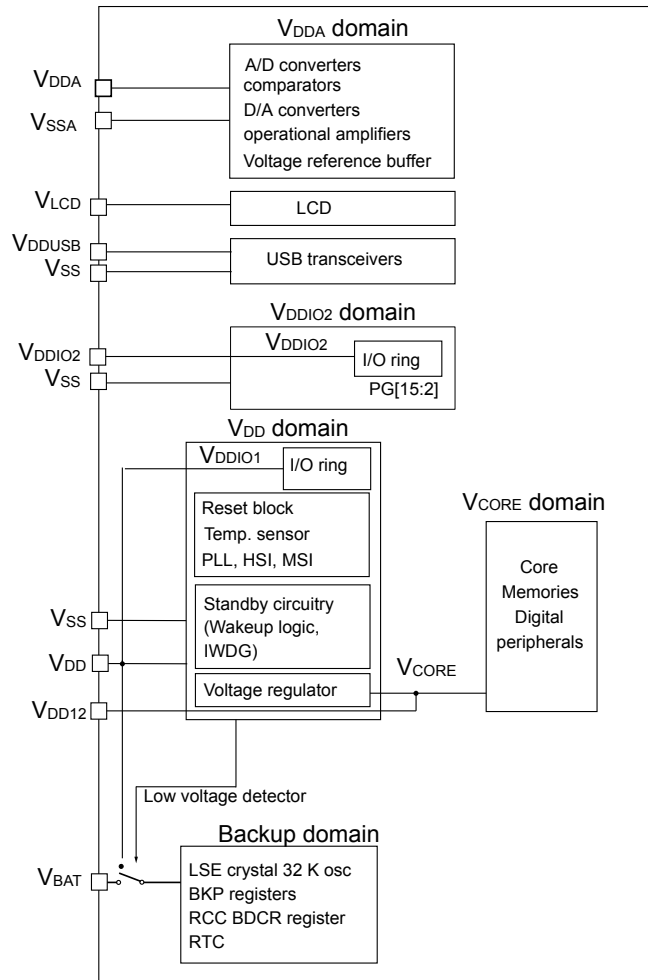 VDDA domain
VDDA
VSSA
A/D converters
comparators
D/A converters
operational amplifiers
Voltage reference buffer
VLCD
LCD
VDDUSB
VSS
USB transceivers
VDDIO2 domain
VDDIO2
VSS
VDDIO2
I/O ring
PG[15:2]
VDD domain
VDDIO1
I/O ring
Reset block
Temp. sensor
PLL, HSI, MSI
Standby circuitry
(Wakeup logic,
IWDG)
Voltage regulator
VSS
VDD
VDD12
VCORE
VCORE domain
Core
Memories
Digital
peripherals
Low voltage detector
Backup domain
VBAT
LSE crystal 32 K osc
BKP registers
RCC BDCR register
RTC